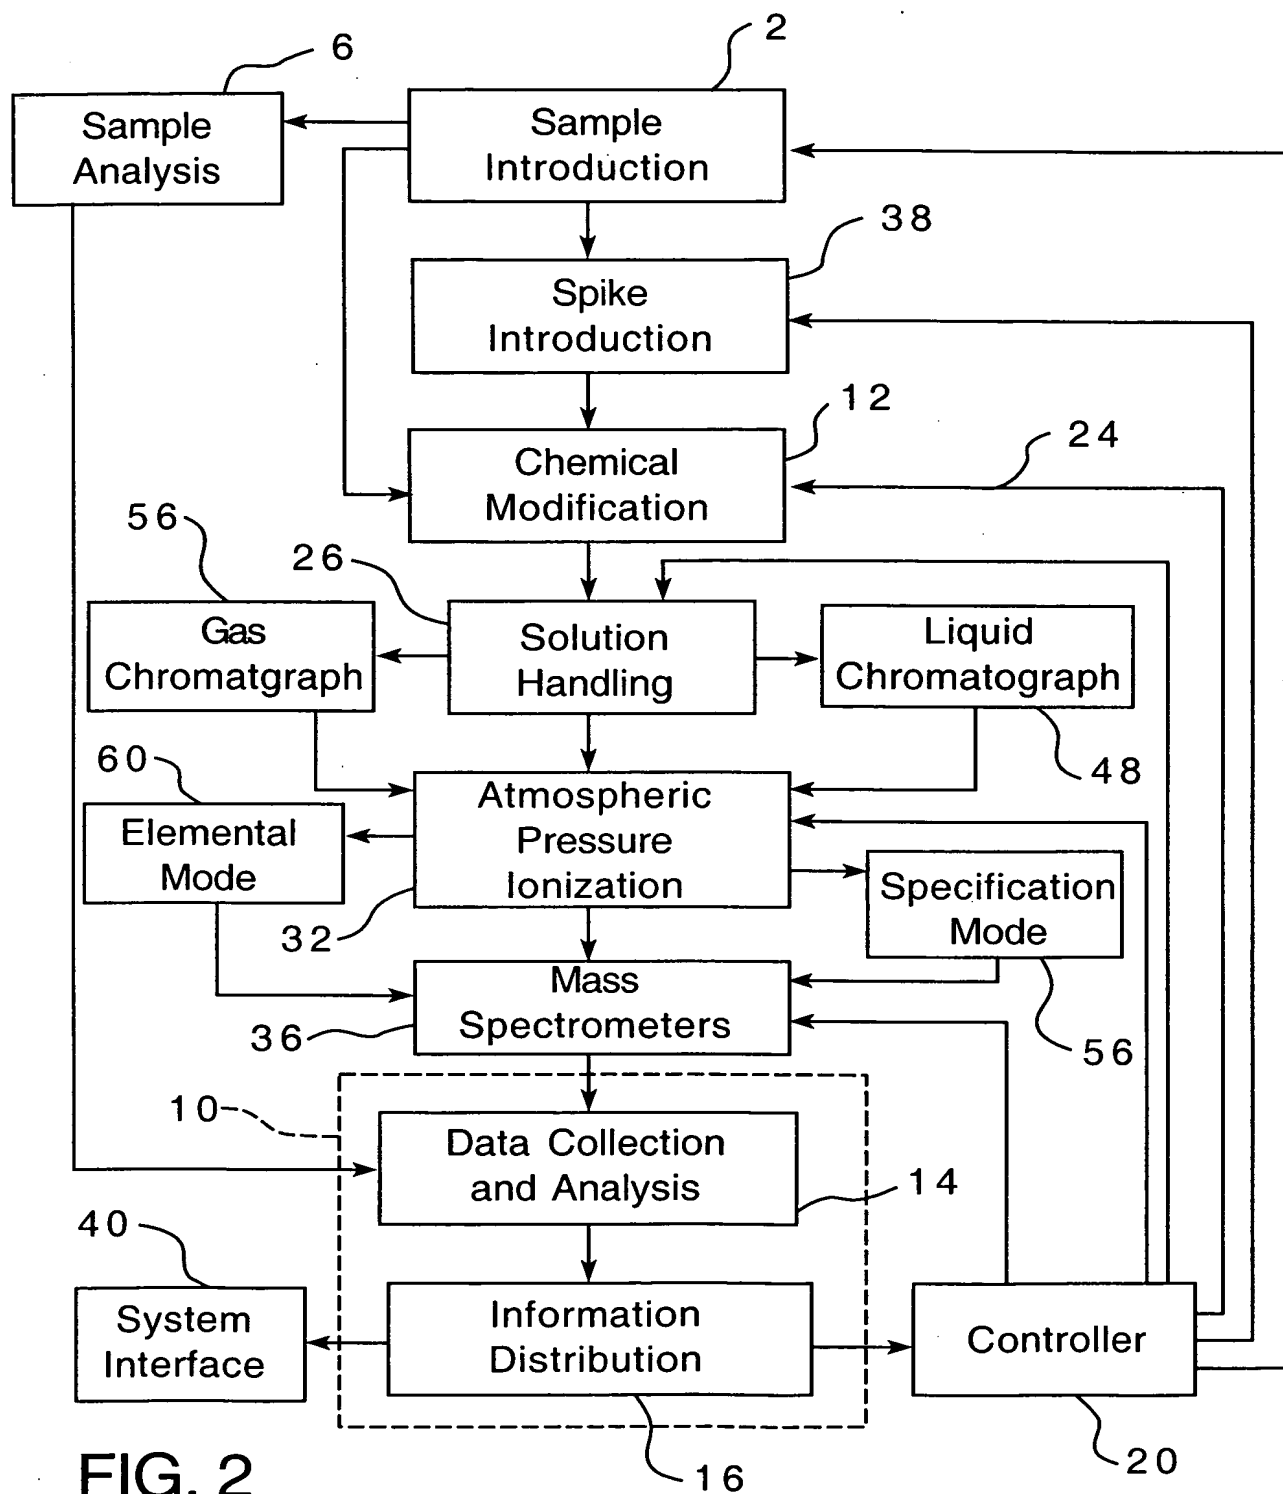 6
2
Sample
Analysis
Sample
Introduction
38
Spike
Introduction
12
24
Chemical
Modification
56
26
Gas
Chromatgraph
Solution
Handling
Liquid
Chromatograph
60
48
Elemental
Mode
Atmospheric
Pressure
Ionization
Specification
Mode
32
Mass
Spectrometers
36
56
10
Data Collection
and Analysis
14
40
System
Interface
Information
Distribution
Controller
16
20
FIG. 2